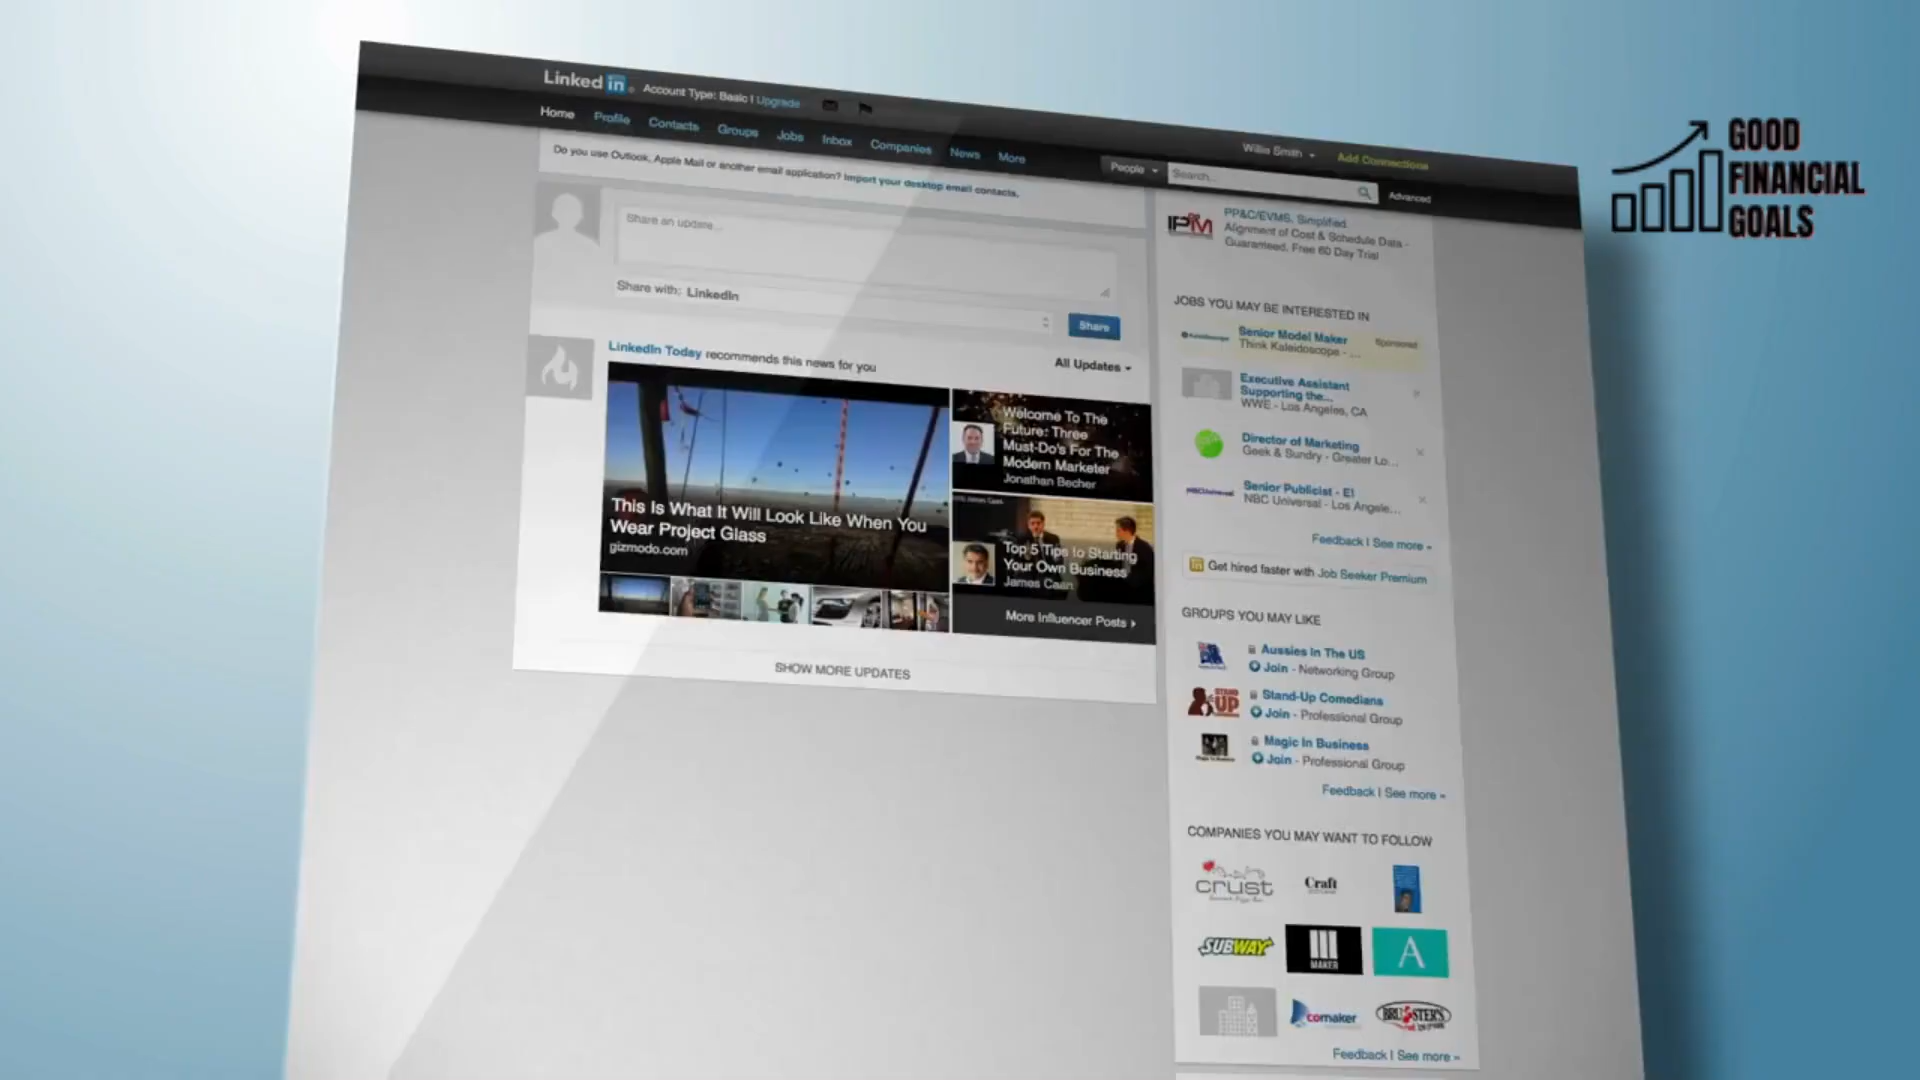 Linked in
Account Type: Basic | Upgrade
Home Profile Contacts Groups Jobs Inbox Companies News More
Willis Smith
Add Connections
People
Search...
Advanced
Do you use Outlook, Apple Mail or another email application? Import your desktop email contacts.
Share an update...
Share with: LinkedIn
Share
LinkedIn Today recommends this news for you
All Updates
This Is What It Will Look Like When You
Wear Project Glass
gizmodo.com
Welcome To The
Future: Three
Must-Do's For The
Modern Marketer
Jonathan Becher
Top 5 Tips to Starting
Your Own Business
James Caan
More Influencer Posts
SHOW MORE UPDATES
IPM
PP&C/EVMS, Simplified
Alignment of Cost & Schedule Data -
Guaranteed. Free 60 Day Trial
JOBS YOU MAY BE INTERESTED IN
Senior Model Maker
Think Kaleidoscope - ...
Sponsored
Executive Assistant
Supporting the...
WWE - Los Angeles, CA
Director of Marketing
Geek & Sundry - Greater Lo...
NBCUniversal
Senior Publicist - E!
NBC Universal - Los Angele...
Feedback | See more »
in Get hired faster with Job Seeker Premium
GROUPS YOU MAY LIKE
Aussies In The US
Join - Networking Group
STAND UP
Stand-Up Comedians
Join - Professional Group
Magic In Business
Join - Professional Group
Feedback | See more »
COMPANIES YOU MAY WANT TO FOLLOW
crust
Craft
SUBWAY
MAKER
A
comaker
BRUSTER'S
Feedback | See more »
GOOD
FINANCIAL
GOALS